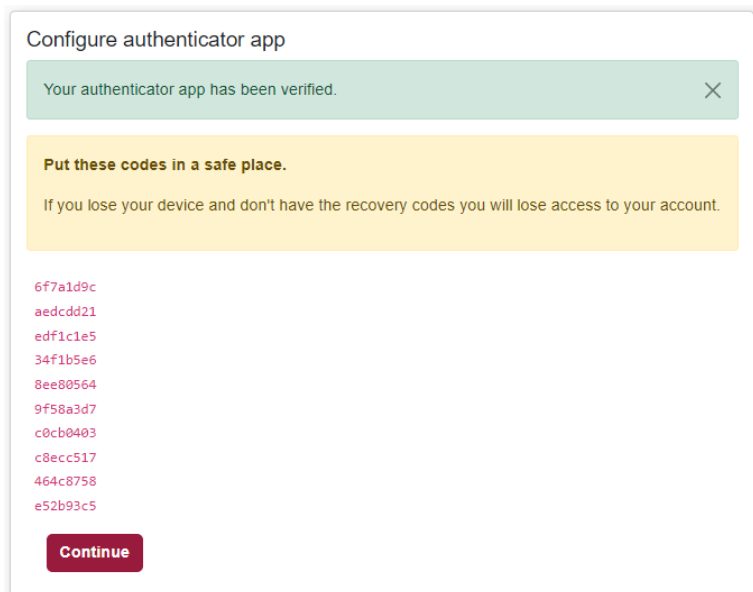 Configure authenticator app
Your authenticator app has been verified.
Put these codes in a safe place.
If you lose your device and don't have the recovery codes you will lose access to your account.
6f7a1d9c
aedcdd21
edf1c1e5
34f1b5e6
8ee80564
9f58a3d7
c0cb0403
c8ecc517
464c8758
e52b93c5
Continue